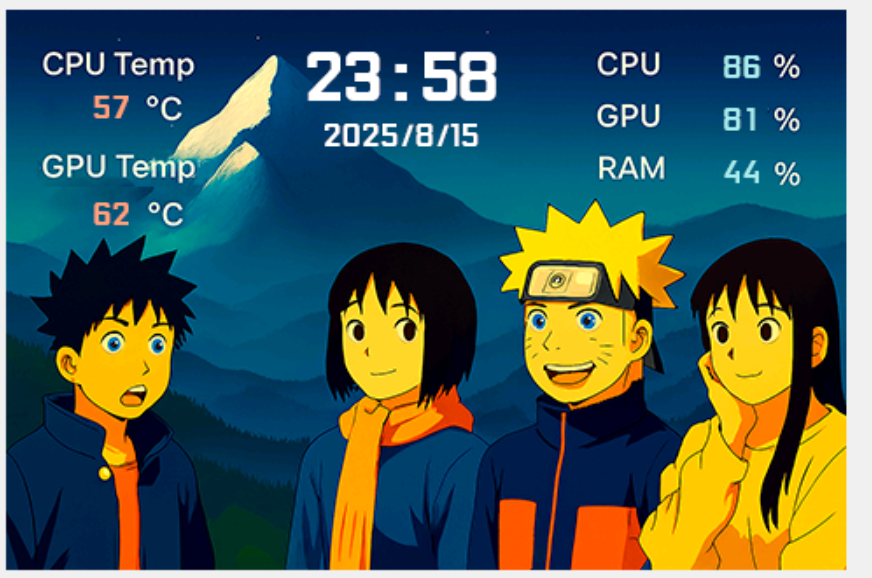 CPU Temp
57 °C
GPU Temp
62 °C
23:58
2025/8/15
CPU 86 %
GPU 81 %
RAM 44 %